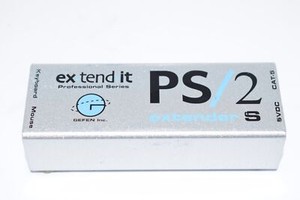 Keyboard
Mouse
ex tend it
Professional Series
GEFEN Inc.
PS/2
extender
S
5VDC
CAT-5